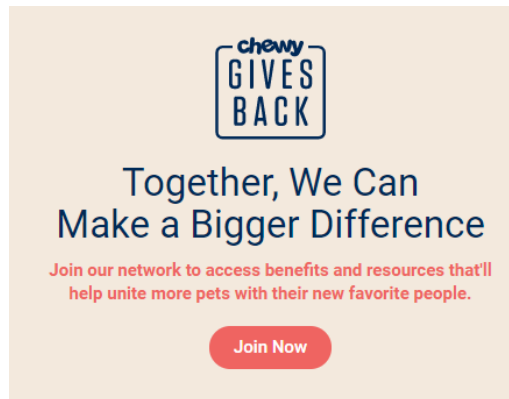 chewy
GIVES
BACK
Together, We Can
Make a Bigger Difference
Join our network to access benefits and resources that'll
help unite more pets with their new favorite people.
Join Now